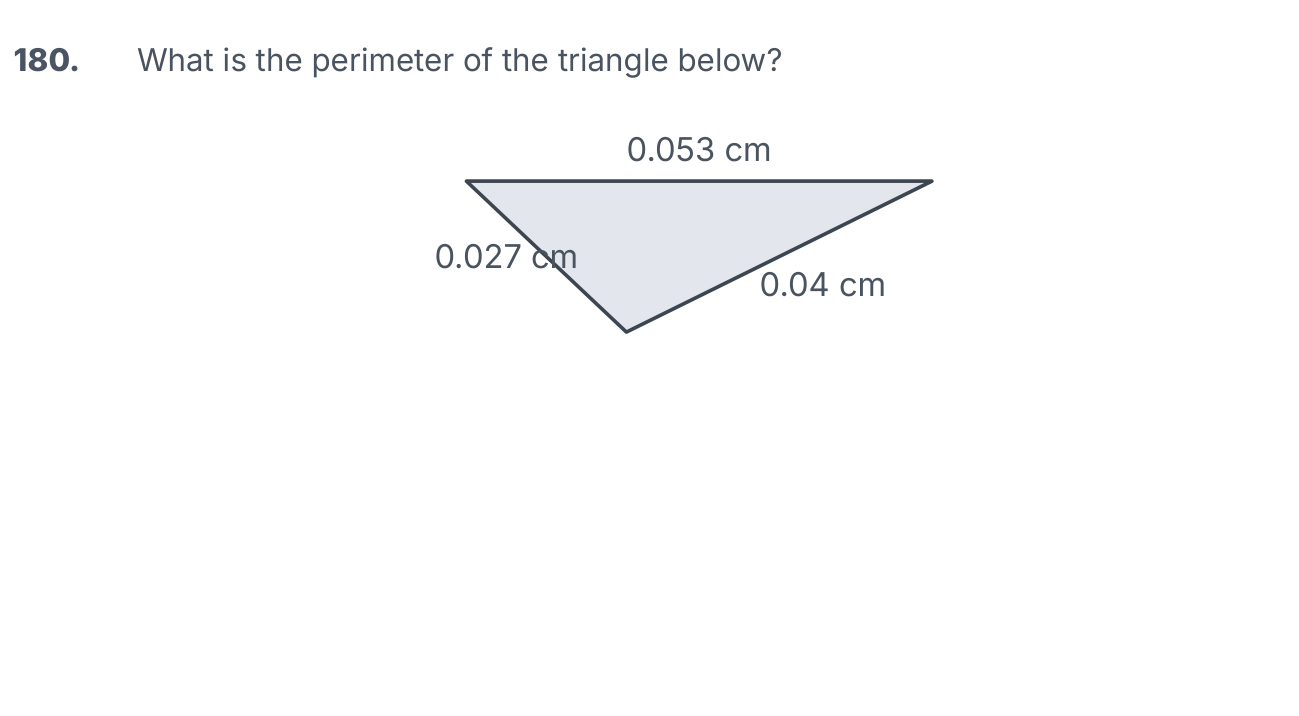 180. What is the perimeter of the triangle below?
0.053 cm
0.027 cm
0.04 cm